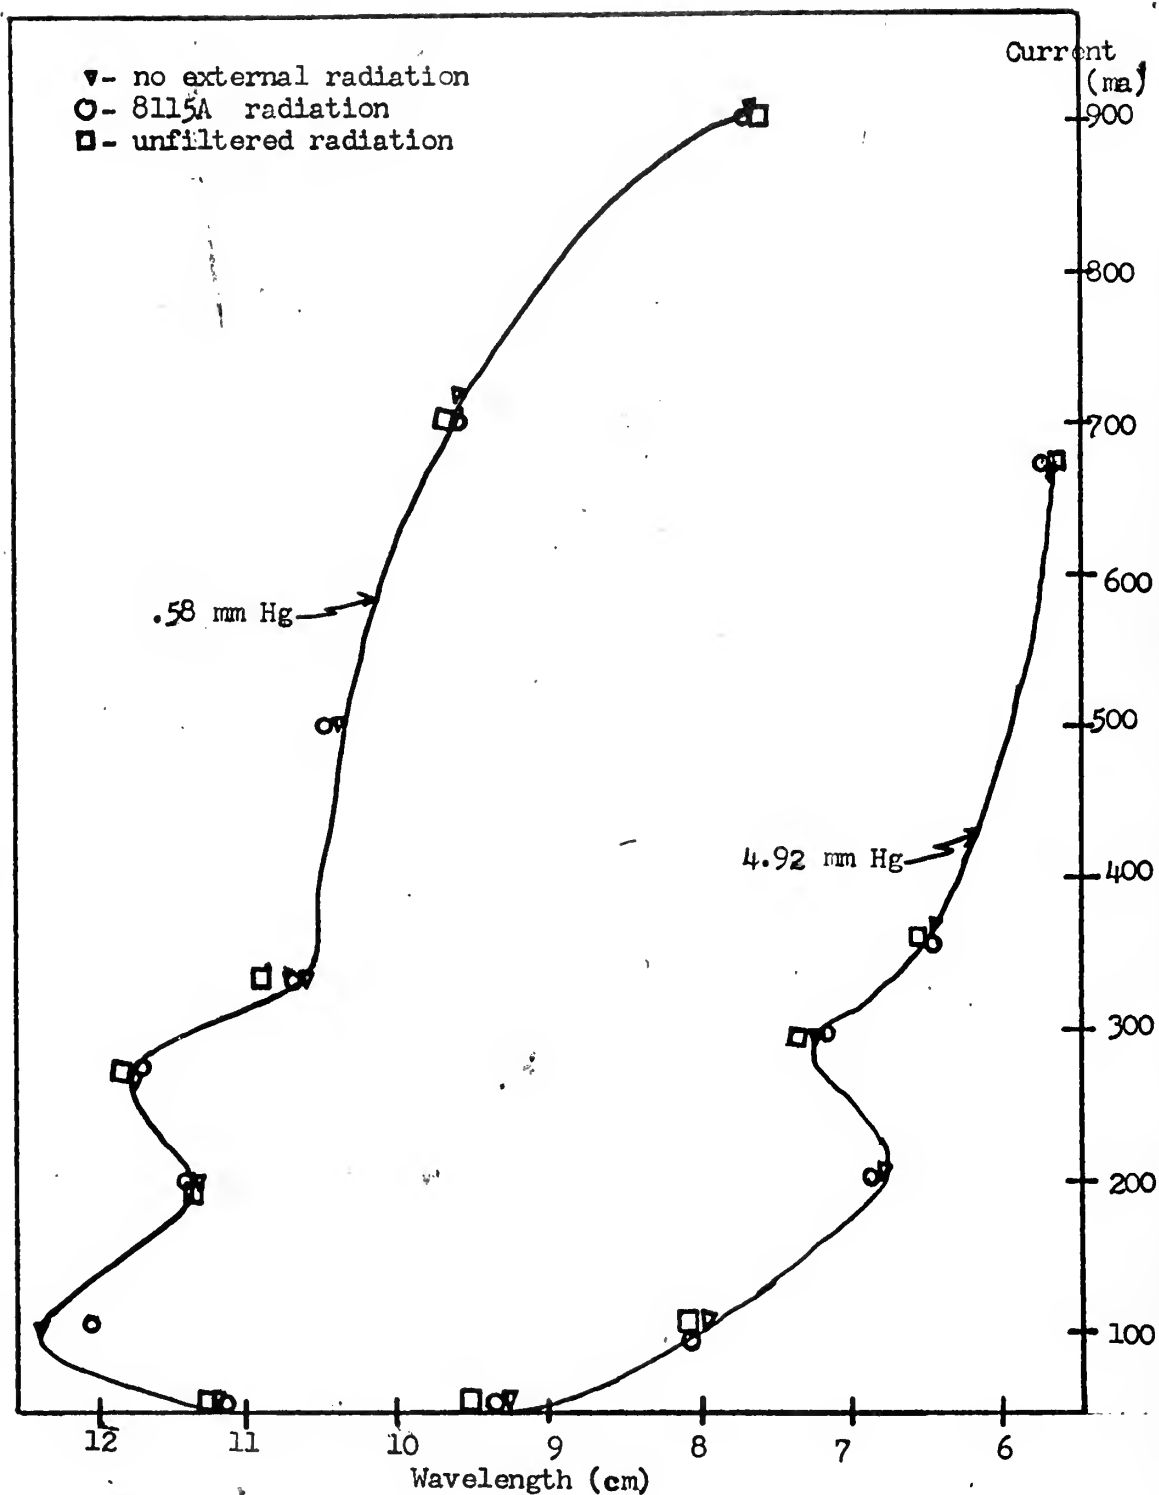 Current
(ma)
▼- no external radiation
O- 8115A radiation
□- unfiltered radiation
900
800
700
600
.58 mm Hg
500
4.92 mm Hg
400
300
200
100
12 11 10 9 8 7 6
Wavelength (cm)